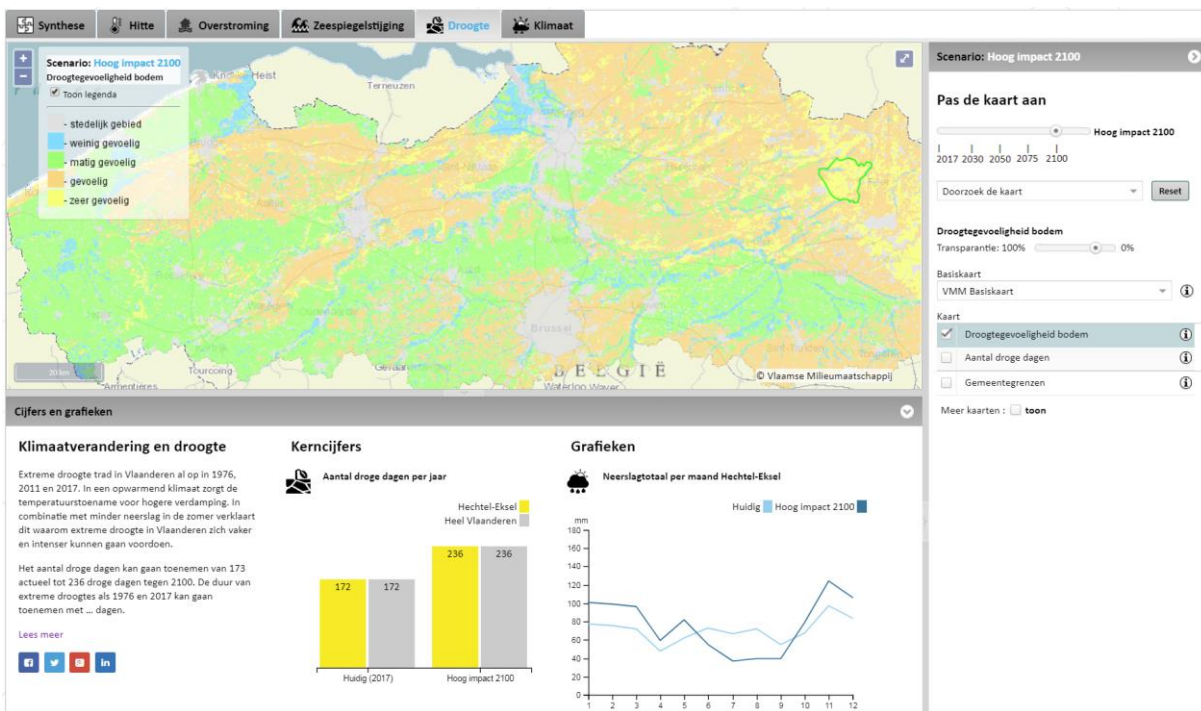 Synthese
Hitte
Overstroming
Zeespiegelstijging
Droogte
Klimaat
+
−
Scenario: Hoog impact 2100
Droogtegevoeligheid bodem
Toon legenda
- stedelijk gebied
- weinig gevoelig
- matig gevoelig
- gevoelig
- zeer gevoelig
Heist
Terneuzen
Brussel
BELGIË
20 km
Armentières
Tourcoing
Waterloo Waver
© Vlaamse Milieumaatschappij
Scenario: Hoog impact 2100
Pas de kaart aan
Hoog impact 2100
2017 2030 2050 2075 2100
Doorzoek de kaart
Reset
Droogtegevoeligheid bodem
Transparantie: 100% 0%
Basiskaart
VMM Basiskaart
Kaart
Droogtegevoeligheid bodem
Aantal droge dagen
Gemeentegrenzen
Meer kaarten : toon
Cijfers en grafieken
Klimaatverandering en droogte
Extreme droogte trad in Vlaanderen al op in 1976,
2011 en 2017. In een opwarmend klimaat zorgt de
temperatuurstoename voor hogere verdamping. In
combinatie met minder neerslag in de zomer verklaart
dit waarom extreme droogte in Vlaanderen zich vaker
en intenser kunnen gaan voordoen.
Het aantal droge dagen kan gaan toenemen van 173
actueel tot 236 droge dagen tegen 2100. De duur van
extreme droogtes als 1976 en 2017 kan gaan
toenemen met ... dagen.
Lees meer
Kerncijfers
Aantal droge dagen per jaar
Hechtel-Eksel
Heel Vlaanderen
172 172 236 236
Huidig (2017) Hoog impact 2100
Grafieken
Neerslagtotaal per maand Hechtel-Eksel
Huidig Hoog impact 2100
mm
180
160
140
120
100
80
60
40
20
0
1 2 3 4 5 6 7 8 9 10 11 12